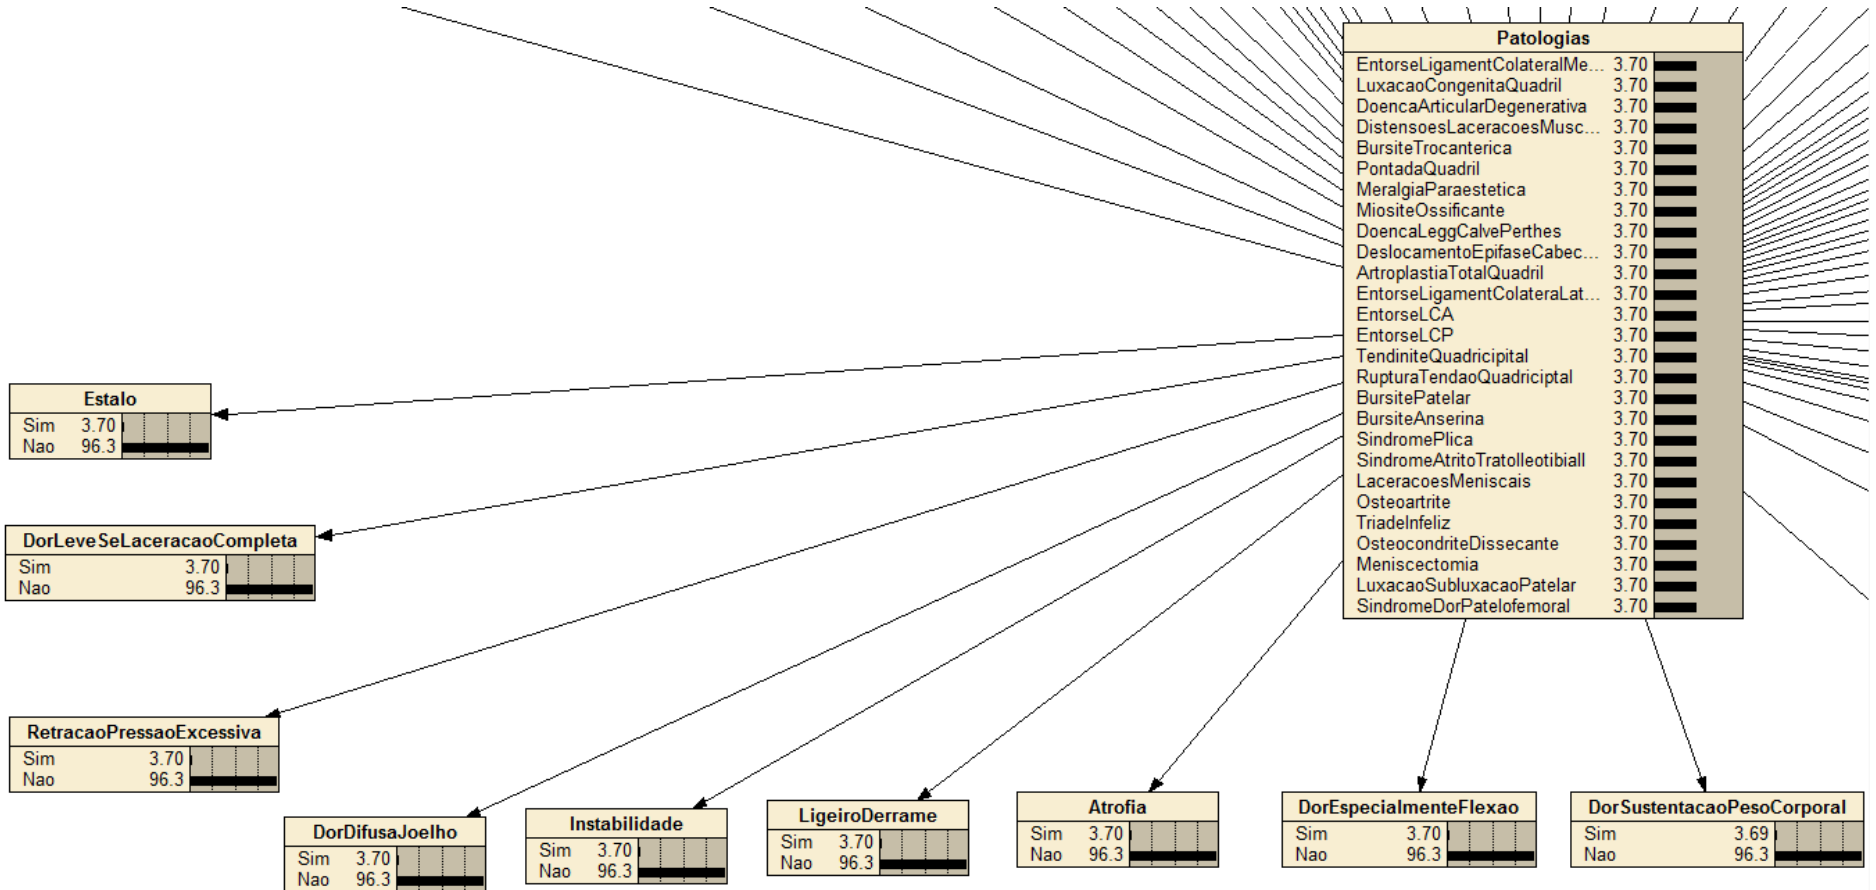 Patologias
EntorseLigamentColateralMe... 3.70
LuxacaoCongenitaQuadril 3.70
DoencaArticularDegenerativa 3.70
DistensoesLaceracoesMusc... 3.70
BursiteTrocanterica 3.70
PontadaQuadril 3.70
MeralgiaParaestetica 3.70
MiositeOssificante 3.70
DoencaLeggCalvePerthes 3.70
DeslocamentoEpifaseCabec... 3.70
ArtroplastiaTotalQuadril 3.70
EntorseLigamentColateraLat... 3.70
EntorseLCA 3.70
EntorseLCP 3.70
TendiniteQuadricipital 3.70
RupturaTendaoQuadriciptal 3.70
BursitePatelar 3.70
BursiteAnserina 3.70
SindromePlica 3.70
SindromeAtritoTratoIleotibiall 3.70
LaceracoesMeniscais 3.70
Osteoartrite 3.70
TriadeInfeliz 3.70
OsteocondriteDissecante 3.70
Meniscectomia 3.70
LuxacaoSubluxacaoPatelar 3.70
SindromeDorPatelofemoral 3.70
Estalo
Sim 3.70
Nao 96.3
DorLeveSeLaceracaoCompleta
Sim 3.70
Nao 96.3
RetracaoPressaoExcessiva
Sim 3.70
Nao 96.3
DorDifusaJoelho
Sim 3.70
Nao 96.3
Instabilidade
Sim 3.70
Nao 96.3
LigeiroDerrame
Sim 3.70
Nao 96.3
Atrofia
Sim 3.70
Nao 96.3
DorEspecialmenteFlexao
Sim 3.70
Nao 96.3
DorSustentacaoPesoCorporal
Sim 3.69
Nao 96.3